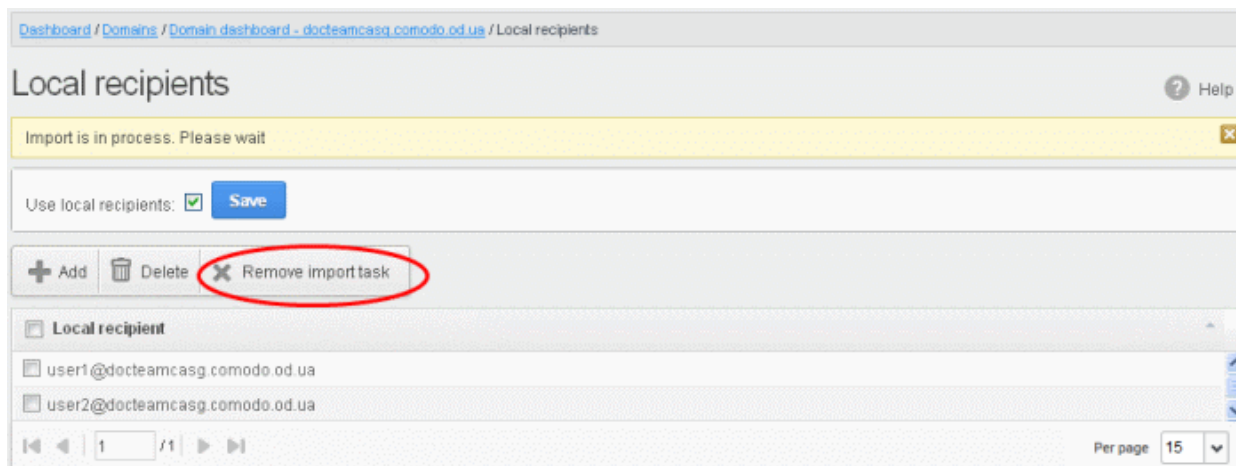 Dashboard / Domains / Domain dashboard - docteamcasg.comodo.od.ua / Local recipients
Local recipients
Help
Import is in process. Please wait
Use local recipients: Save
Add Delete Remove import task
Local recipient
user1@docteamcasg.comodo.od.ua
user2@docteamcasg.comodo.od.ua
1 /1 Per page 15